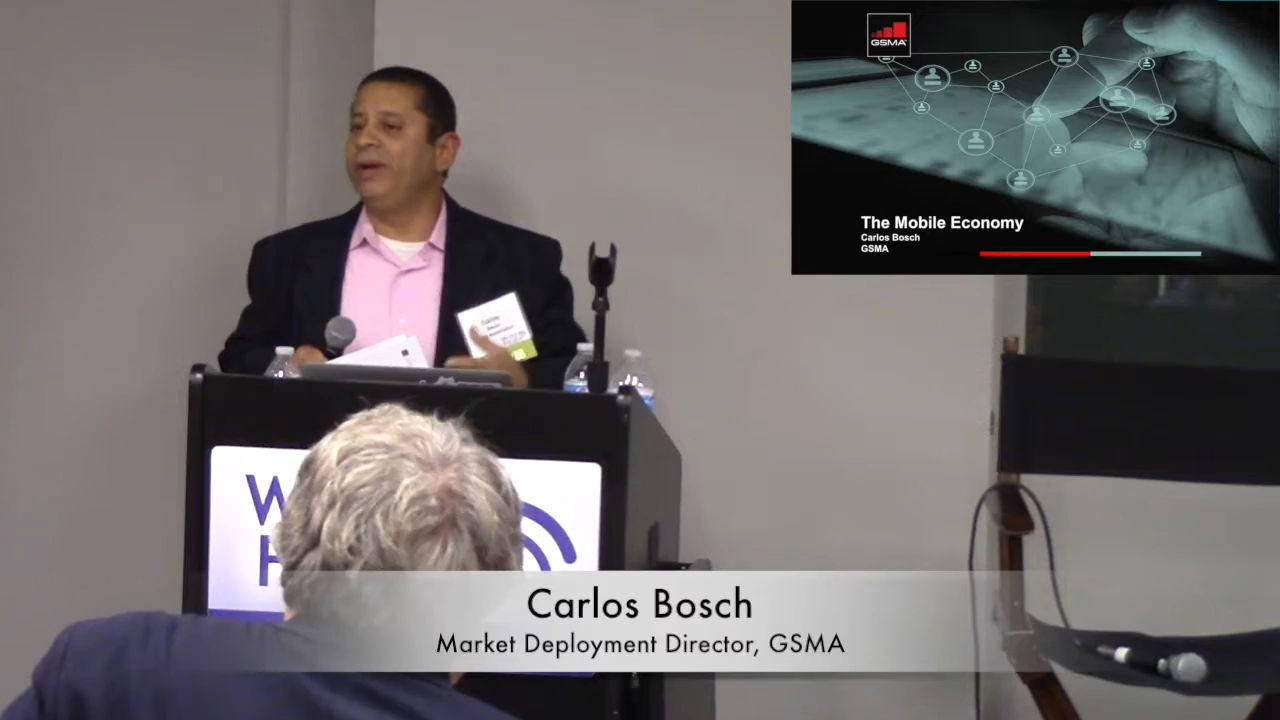 GSMA
The Mobile Economy
Carlos Bosch
GSMA
Carlos Bosch
Market Deployment Director, GSMA